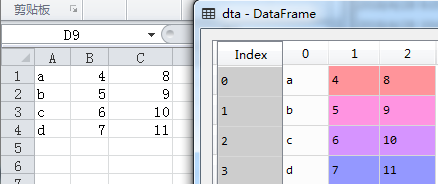 剪贴板
D9
A B C
1 a 4 8
2 b 5 9
3 c 6 10
4 d 7 11
dta - DataFrame
Index 0 1 2
0 a 4 8
1 b 5 9
2 c 6 10
3 d 7 11